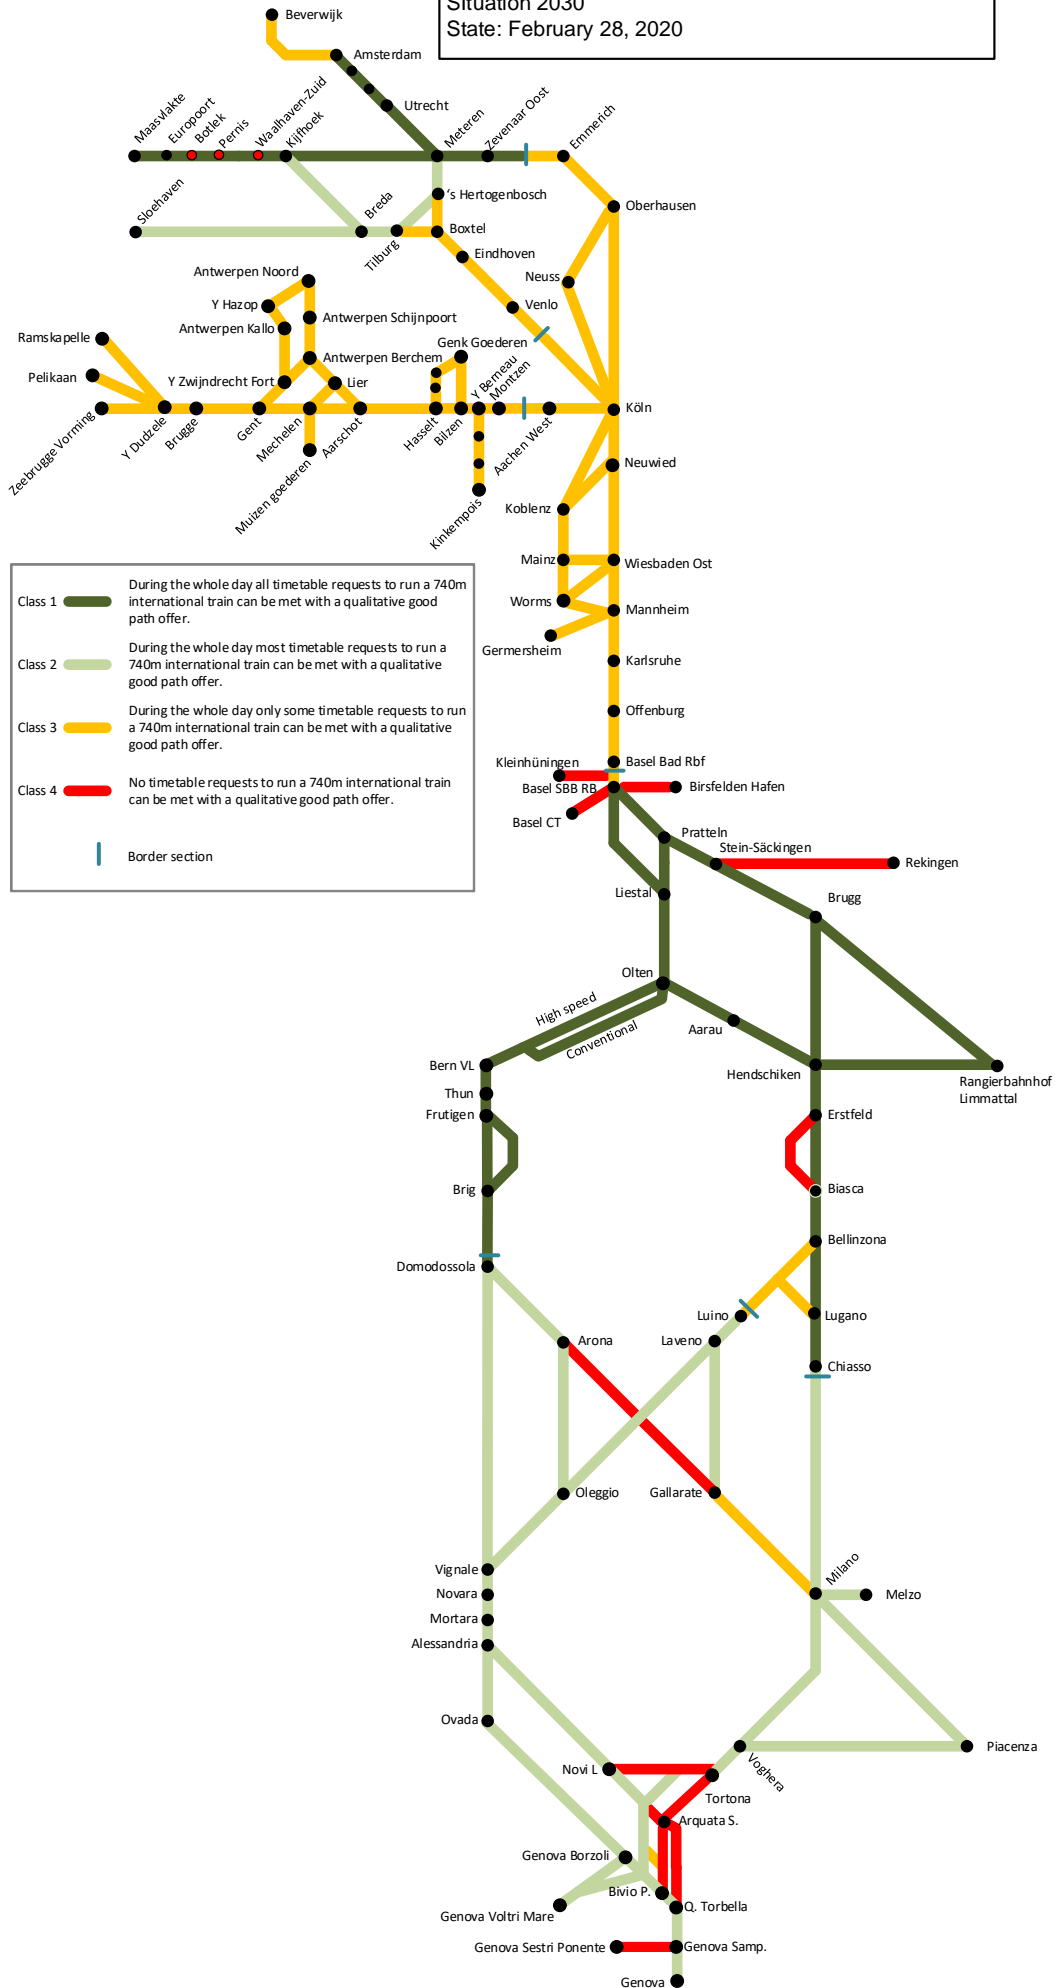 Situation 2030
State: February 28, 2020
Beverwijk
Amsterdam
Utrecht
Maasvlakte
Europoort
Botlek
Pernis
Waalhaven-Zuid
Kijfhoek
Meteren
Zevenaar Oost
Emmerich
's Hertogenbosch
Oberhausen
Sloehaven
Breda
Tilburg
Boxtel
Eindhoven
Venlo
Neuss
Antwerpen Noord
Y Hazop
Antwerpen Kallo
Antwerpen Schijnpoort
Antwerpen Berchem
Genk Goederen
Ramskapelle
Pelikaan
Y Zwijndrecht Fort
Lier
Y Berneau
Montzen
Köln
Zeebrugge Vorming
Y Dudzele
Brugge
Gent
Mechelen
Muizen goederen
Aarschot
Hasselt
Bilzen
Kinkempois
Aachen West
Neuwied
Koblenz
Mainz
Wiesbaden Ost
Worms
Mannheim
Germersheim
Karlsruhe
Offenburg
Class 1
During the whole day all timetable requests to run a 740m
international train can be met with a qualitative good
path offer.
Class 2
During the whole day most timetable requests to run a
740m international train can be met with a qualitative
good path offer.
Class 3
During the whole day only some timetable requests to run
a 740m international train can be met with a qualitative
good path offer.
Class 4
No timetable requests to run a 740m international train
can be met with a qualitative good path offer.
Border section
Basel Bad Rbf
Kleinhüningen
Basel SBB RB
Birsfelden Hafen
Basel CT
Pratteln
Stein-Säckingen
Rekingen
Liestal
Brugg
Olten
High speed
Conventional
Aarau
Bern VL
Hendschiken
Rangierbahnhof
Limmattal
Thun
Frutigen
Erstfeld
Brig
Biasca
Bellinzona
Domodossola
Luino
Lugano
Arona
Laveno
Chiasso
Oleggio
Gallarate
Vignale
Novara
Mortara
Alessandria
Milano
Melzo
Ovada
Piacenza
Voghera
Novi L
Tortona
Arquata S.
Genova Borzoli
Bivio P.
Q. Torbella
Genova Voltri Mare
Genova Sestri Ponente
Genova Samp.
Genova